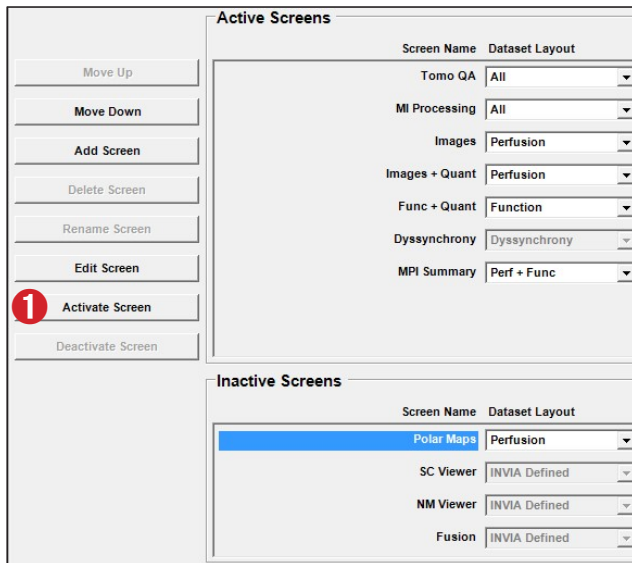 Active Screens
Screen Name Dataset Layout
Move Up
Tomo QA All
Move Down
MI Processing All
Add Screen
Images Perfusion
Delete Screen
Images + Quant Perfusion
Rename Screen
Func + Quant Function
Dyssynchrony Dyssynchrony
Edit Screen
MPI Summary Perf + Func
1 Activate Screen
Deactivate Screen
Inactive Screens
Screen Name Dataset Layout
Polar Maps Perfusion
SC Viewer INVIA Defined
NM Viewer INVIA Defined
Fusion INVIA Defined